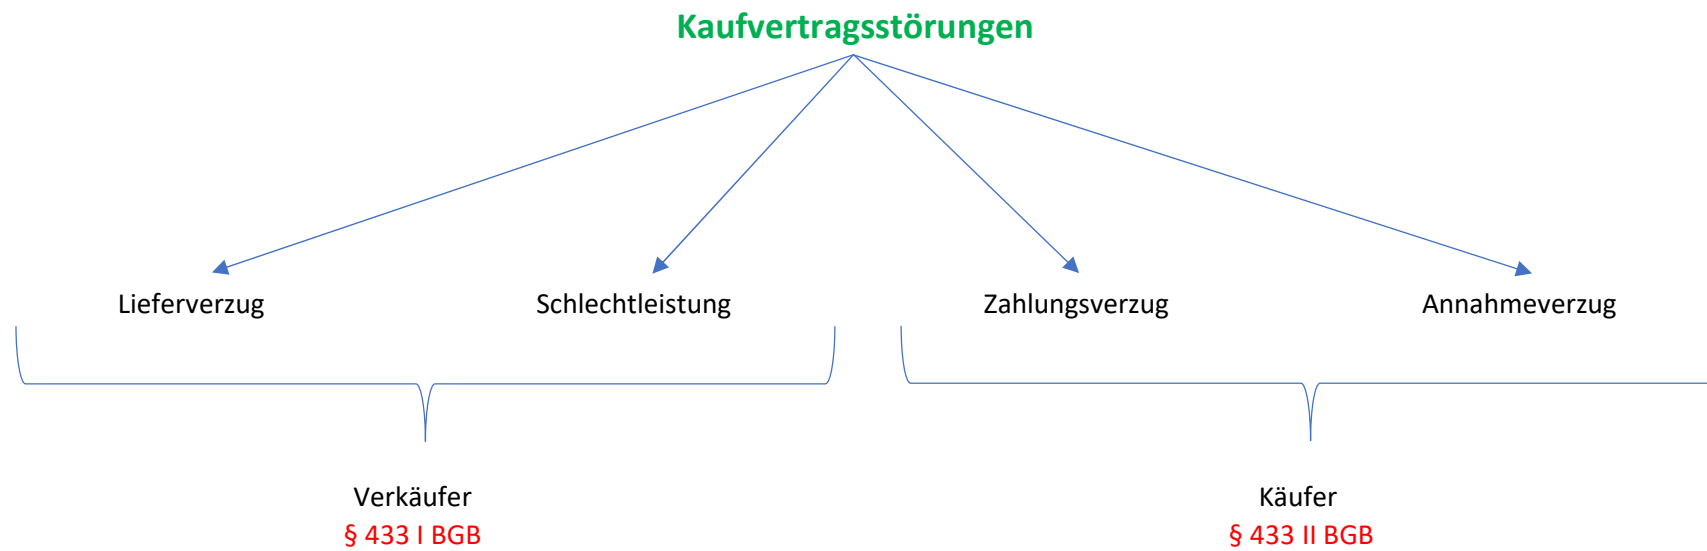 Kaufvertragsstörungen
Lieferverzug
Schlechtleistung
Zahlungsverzug
Annahmeverzug
Verkäufer
§ 433 I BGB
Käufer
§ 433 II BGB